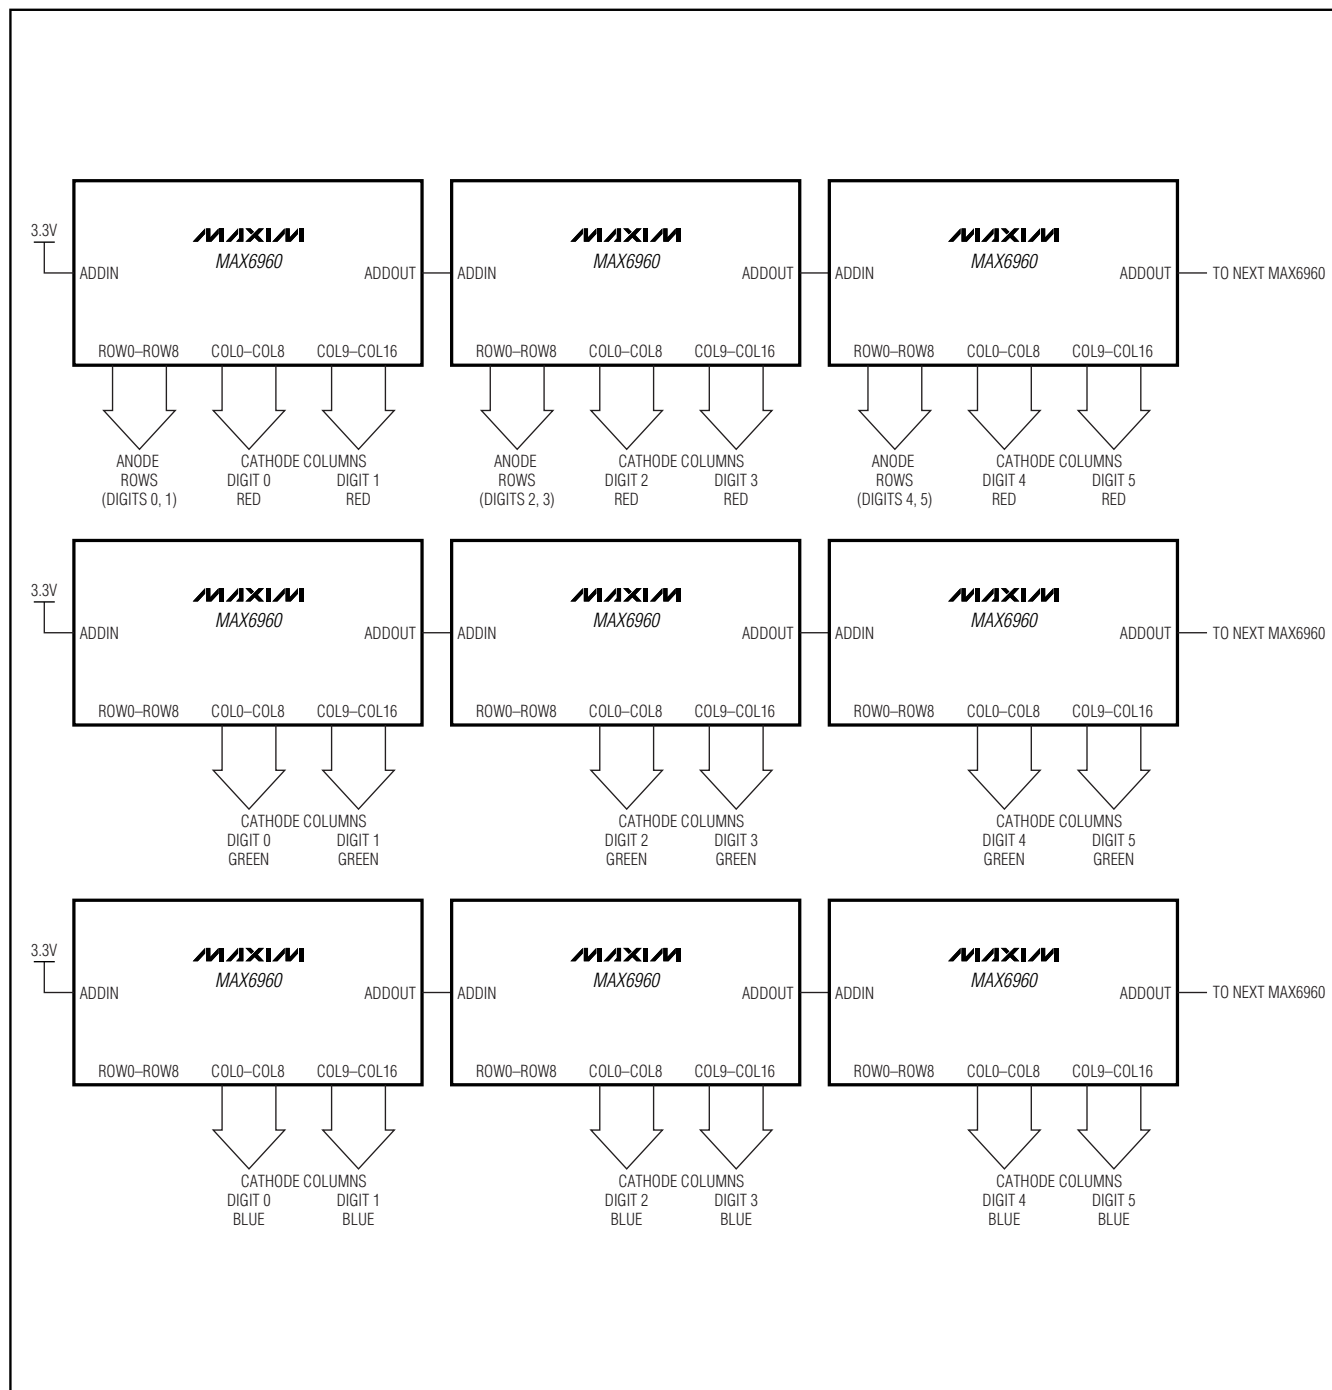 MAXIM MAXIM MAXIM
3.3V MAX6960 MAX6960 MAX6960
ADDIN ADDOUT ADDIN ADDOUT ADDIN ADDOUT TO NEXT MAX6960
ROW0–ROW8 COL0–COL8 COL9–COL16 ROW0–ROW8 COL0–COL8 COL9–COL16 ROW0–ROW8 COL0–COL8 COL9–COL16
ANODE CATHODE COLUMNS ANODE CATHODE COLUMNS ANODE CATHODE COLUMNS
ROWS DIGIT 0 DIGIT 1 ROWS DIGIT 2 DIGIT 3 ROWS DIGIT 4 DIGIT 5
(DIGITS 0, 1) RED RED (DIGITS 2, 3) RED RED (DIGITS 4, 5) RED RED
3.3V MAXIM MAXIM MAXIM
MAX6960 MAX6960 MAX6960
ADDIN ADDOUT ADDIN ADDOUT ADDIN ADDOUT TO NEXT MAX6960
ROW0–ROW8 COL0–COL8 COL9–COL16 ROW0–ROW8 COL0–COL8 COL9–COL16 ROW0–ROW8 COL0–COL8 COL9–COL16
CATHODE COLUMNS CATHODE COLUMNS CATHODE COLUMNS
DIGIT 0 DIGIT 1 DIGIT 2 DIGIT 3 DIGIT 4 DIGIT 5
GREEN GREEN GREEN GREEN GREEN GREEN
3.3V MAXIM MAXIM MAXIM
MAX6960 MAX6960 MAX6960
ADDIN ADDOUT ADDIN ADDOUT ADDIN ADDOUT TO NEXT MAX6960
ROW0–ROW8 COL0–COL8 COL9–COL16 ROW0–ROW8 COL0–COL8 COL9–COL16 ROW0–ROW8 COL0–COL8 COL9–COL16
CATHODE COLUMNS CATHODE COLUMNS CATHODE COLUMNS
DIGIT 0 DIGIT 1 DIGIT 2 DIGIT 3 DIGIT 4 DIGIT 5
BLUE BLUE BLUE BLUE BLUE BLUE